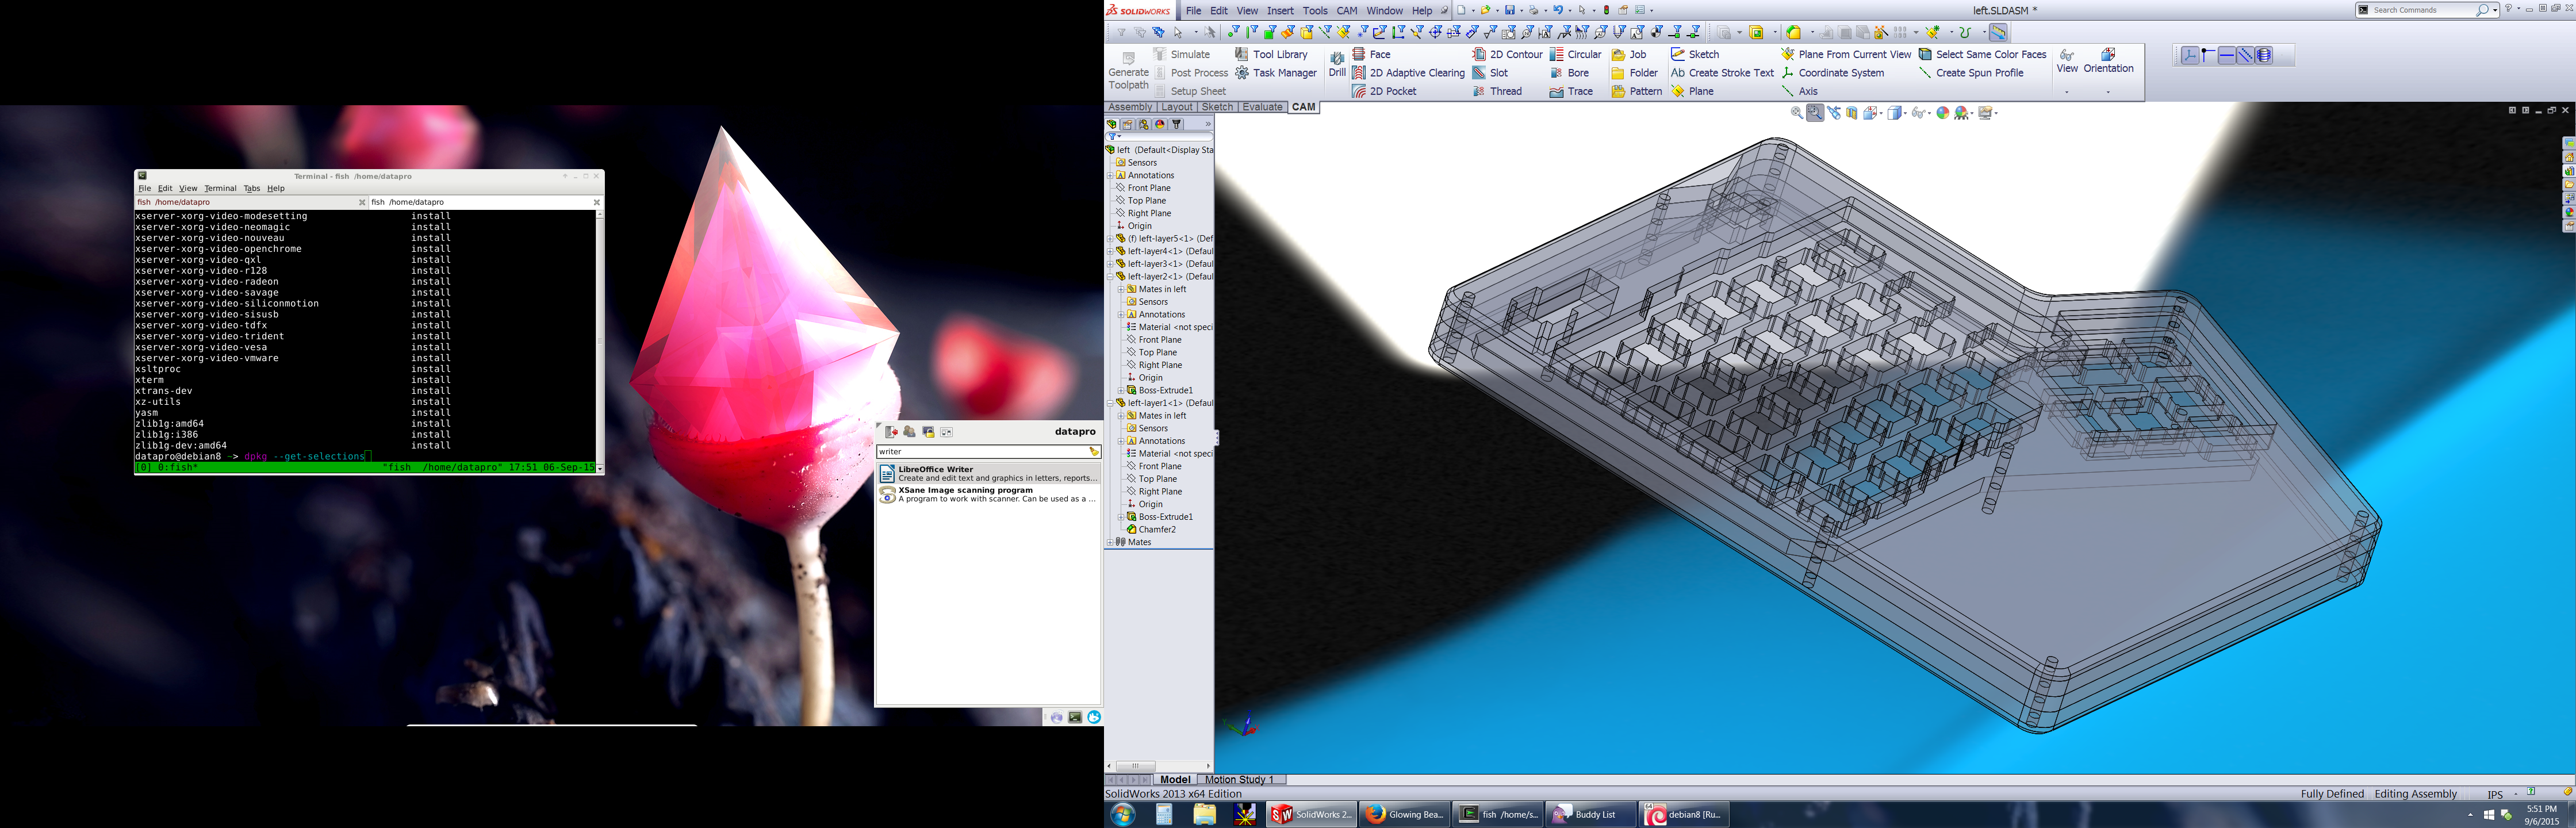 Terminal - fish  /home/datapro
File Edit View Terminal Tabs Help
fish  /home/datapro
fish  /home/datapro
xserver-xorg-video-modesetting install
xserver-xorg-video-neomagic install
xserver-xorg-video-nouveau install
xserver-xorg-video-openchrome install
xserver-xorg-video-qxl install
xserver-xorg-video-r128 install
xserver-xorg-video-radeon install
xserver-xorg-video-savage install
xserver-xorg-video-siliconmotion install
xserver-xorg-video-sisusb install
xserver-xorg-video-tdfx install
xserver-xorg-video-trident install
xserver-xorg-video-vesa install
xserver-xorg-video-vmware install
xsltproc install
xterm install
xtrans-dev install
xz-utils install
yasm install
zlib1g:amd64 install
zlib1g:i386 install
zlib1g-dev:amd64 install
datapro@debian8 ~> dpkg --get-selections
[0] 0:fish* "fish  /home/datapro" 17:51 06-Sep-15
datapro
writer
LibreOffice Writer
Create and edit text and graphics in letters, reports...
XSane Image scanning program
A program to work with scanner. Can be used as a ...
SOLIDWORKS File Edit View Insert Tools CAM Window Help
left.SLDASM *
Search Commands
Generate Toolpath
Simulate
Post Process
Setup Sheet
Tool Library
Task Manager
Drill
Face
2D Adaptive Clearing
2D Pocket
2D Contour
Slot
Thread
Circular
Bore
Trace
Job
Folder
Pattern
Sketch
Create Stroke Text
Plane
Plane From Current View
Coordinate System
Axis
Select Same Color Faces
Create Spun Profile
View
Orientation
Assembly Layout Sketch Evaluate CAM
left (Default<Display Sta
Sensors
Annotations
Front Plane
Top Plane
Right Plane
Origin
(f) left-layer5<1> (Def
left-layer4<1> (Defaul
left-layer3<1> (Defaul
left-layer2<1> (Defaul
Mates in left
Sensors
Annotations
Material <not speci
Front Plane
Top Plane
Right Plane
Origin
Boss-Extrude1
left-layer1<1> (Defaul
Mates in left
Sensors
Annotations
Material <not speci
Front Plane
Top Plane
Right Plane
Origin
Boss-Extrude1
Chamfer2
Mates
Model Motion Study 1
SolidWorks 2013 x64 Edition
Fully Defined Editing Assembly IPS
SolidWorks 2...
Glowing Bea...
fish  /home/s...
Buddy List
debian8 [Ru...
5:51 PM
9/6/2015